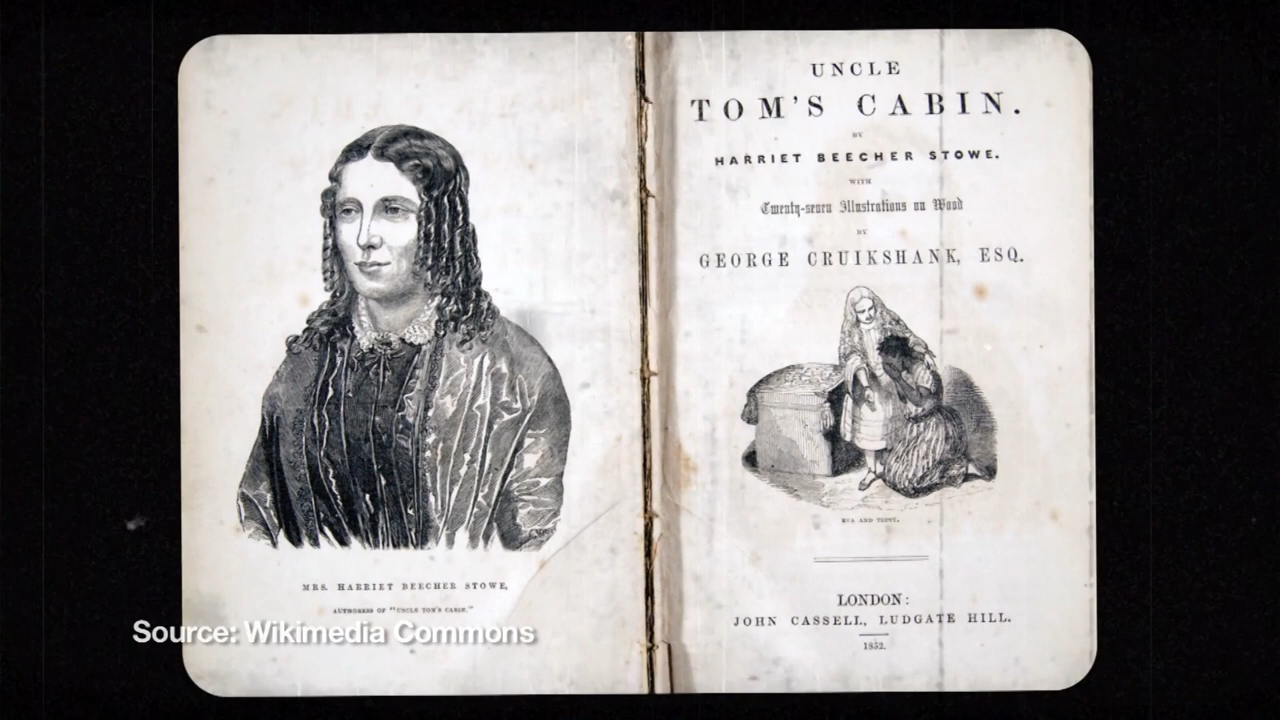 MRS. HARRIET BEECHER STOWE,
AUTHORESS OF "UNCLE TOM'S CABIN."
Source: Wikimedia Commons
UNCLE
TOM'S CABIN.
BY
HARRIET BEECHER STOWE.
WITH
Twenty-seven Illustrations on Wood
BY
GEORGE CRUIKSHANK, ESQ.
EVA AND TOPSY.
LONDON:
JOHN CASSELL, LUDGATE HILL.
1852.